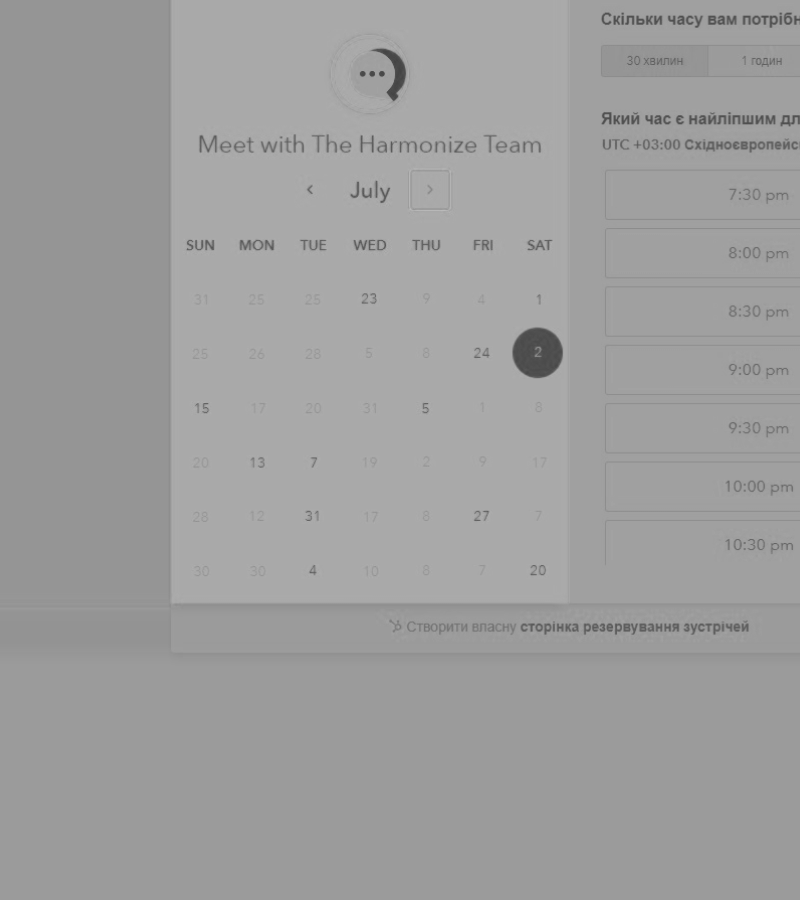 Meet with The Harmonize Team
July
SUN MON TUE WED THU FRI SAT
31 25 25 23 9 4 1
25 26 28 5 8 24 2
15 17 20 31 5 1 8
20 13 7 19 2 9 17
28 12 31 17 8 27 7
30 30 4 10 8 7 20
Скільки часу вам
30 хвилин 1 годин
Який час є найліпшим
UTC +03:00
7:30 pm
8:00 pm
8:30 pm
9:00 pm
9:30 pm
10:00 pm
10:30 pm
Створити власну сторінка резервування зустрічей